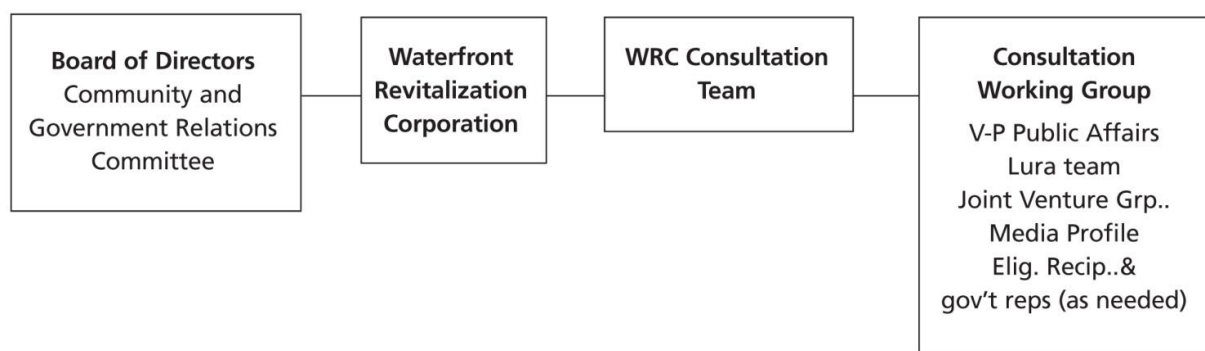 Board of Directors
Community and
Government Relations
Committee
Waterfront
Revitalization
Corporation
WRC Consultation
Team
Consultation
Working Group
V-P Public Affairs
Lura team
Joint Venture Grp..
Media Profile
Elig. Recip..&
gov't reps (as needed)